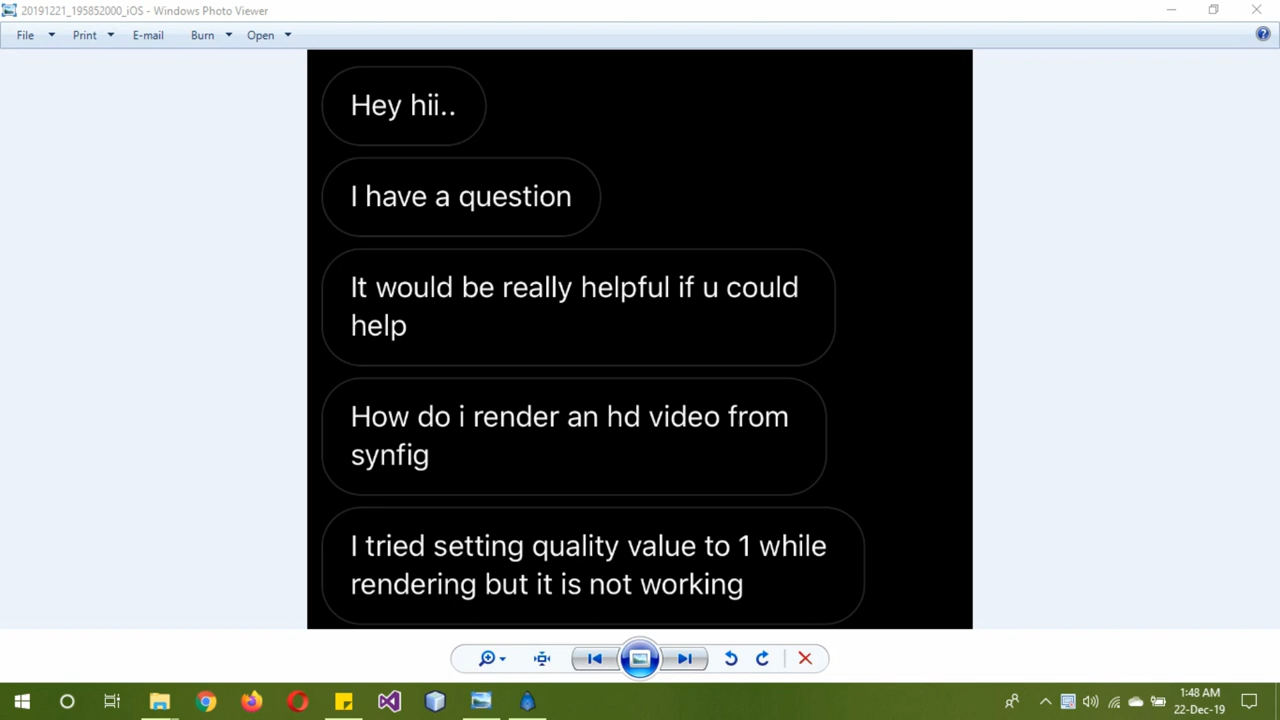 20191221_195852000_iOS - Windows Photo Viewer
File Print E-mail Burn Open
Hey hii..
I have a question
It would be really helpful if u could
help
How do i render an hd video from
synfig
I tried setting quality value to 1 while
rendering but it is not working
1:48 AM
22-Dec-19